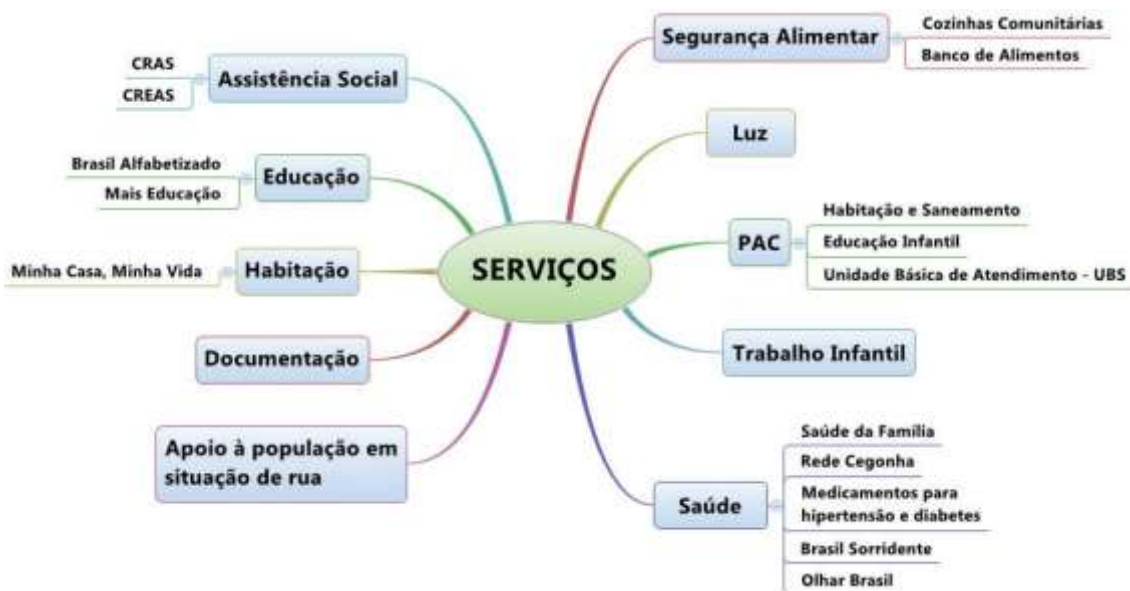 SERVIÇOS
Assistência Social
CRAS
CREAS
Educação
Brasil Alfabetizado
Mais Educação
Habitação
Minha Casa, Minha Vida
Documentação
Apoio à população em
situação de rua
Segurança Alimentar
Cozinhas Comunitárias
Banco de Alimentos
Luz
PAC
Habitação e Saneamento
Educação Infantil
Unidade Básica de Atendimento - UBS
Trabalho Infantil
Saúde
Saúde da Família
Rede Cegonha
Medicamentos para
hipertensão e diabetes
Brasil Sorridente
Olhar Brasil